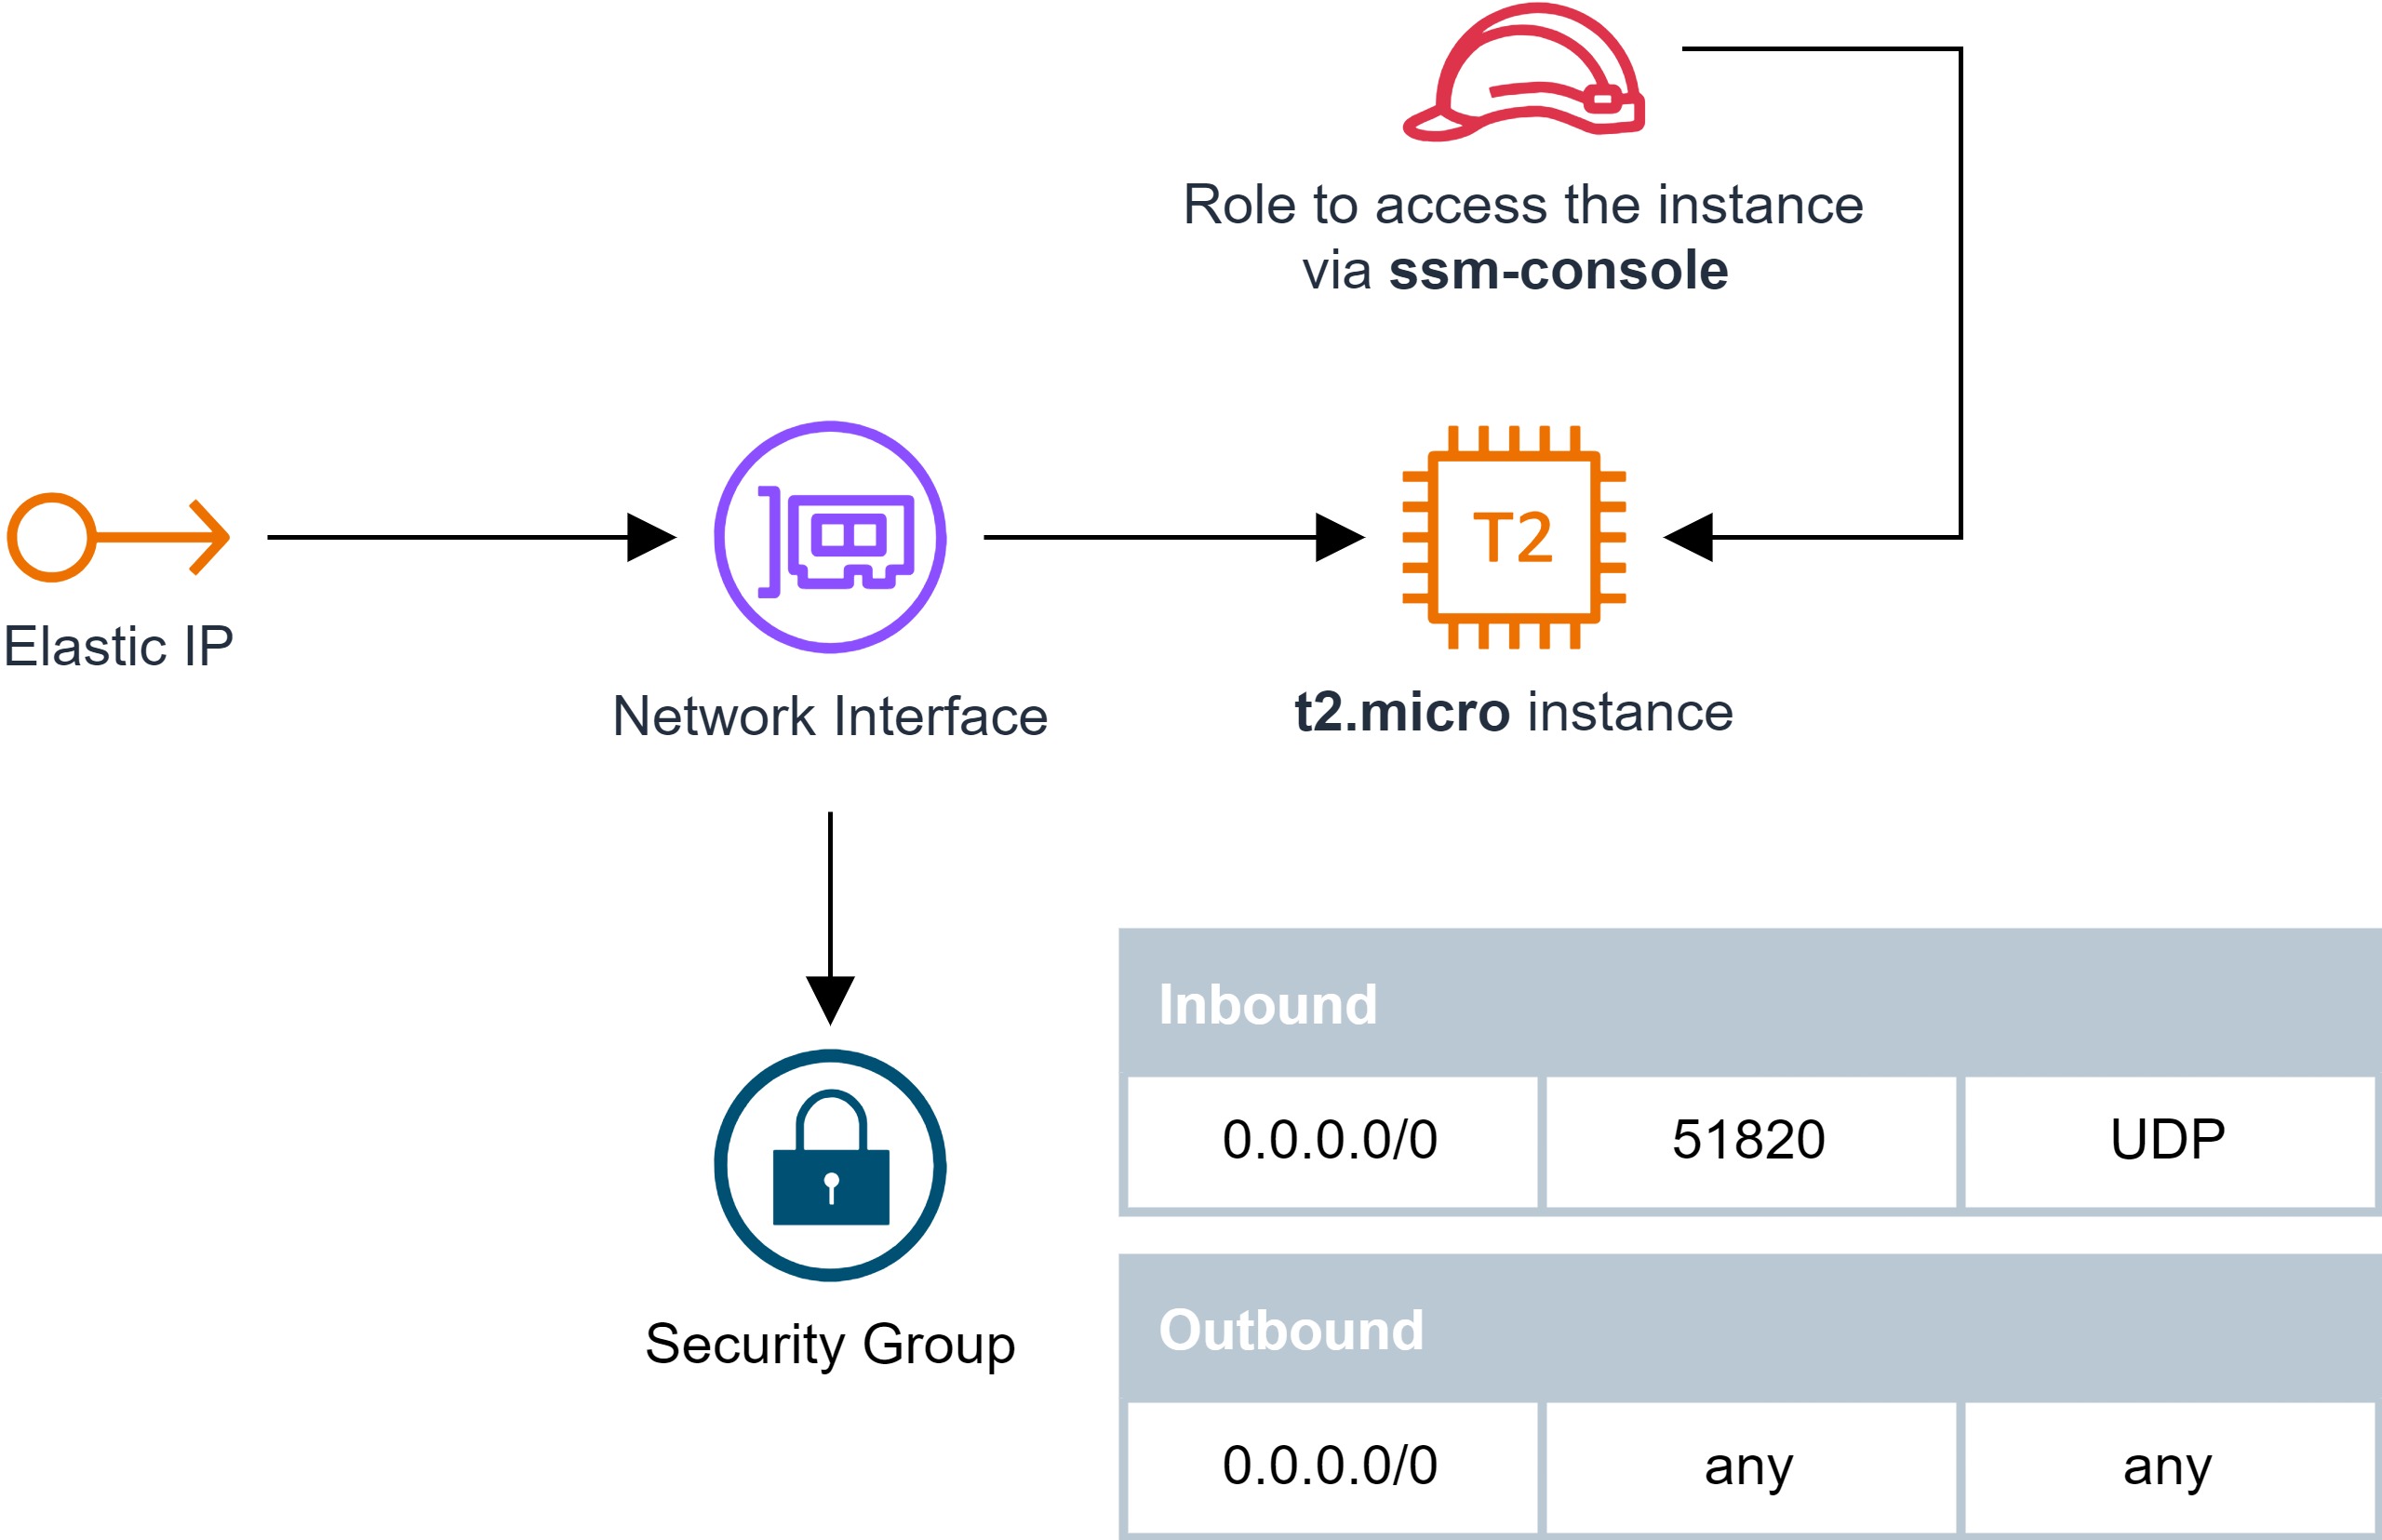 Role to access the instance
via ssm-console
T2
Elastic IP
Network Interface
t2.micro instance
Security Group
Inbound
0.0.0.0/0 51820 UDP
Outbound
0.0.0.0/0 any any